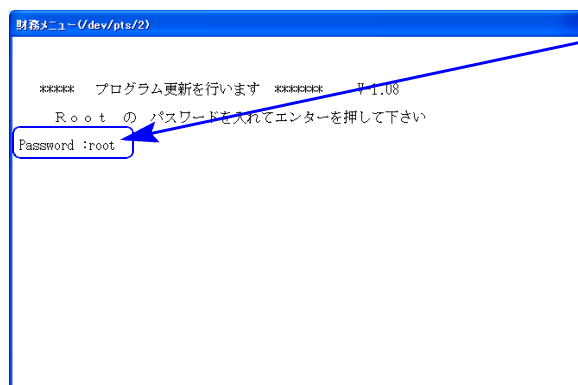 財務メニュー(/dev/pts/2)
***** プログラム更新を行います ******* V-1.08
Ｒｏｏｔ の パスワードを入れてエンターを押して下さい
Password :root